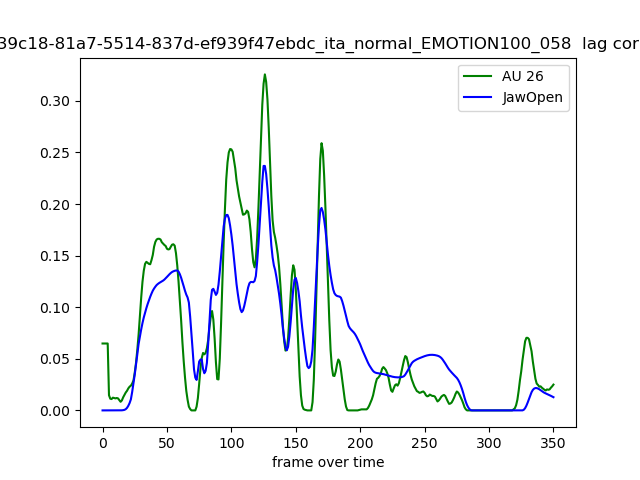 39c18-81a7-5514-837d-ef939f47ebdc_ita_normal_EMOTION100_058 lag cor
AU 26
JawOpen
0.30
0.25
0.20
0.15
0.10
0.05
0.00
0 50 100 150 200 250 300 350
frame over time